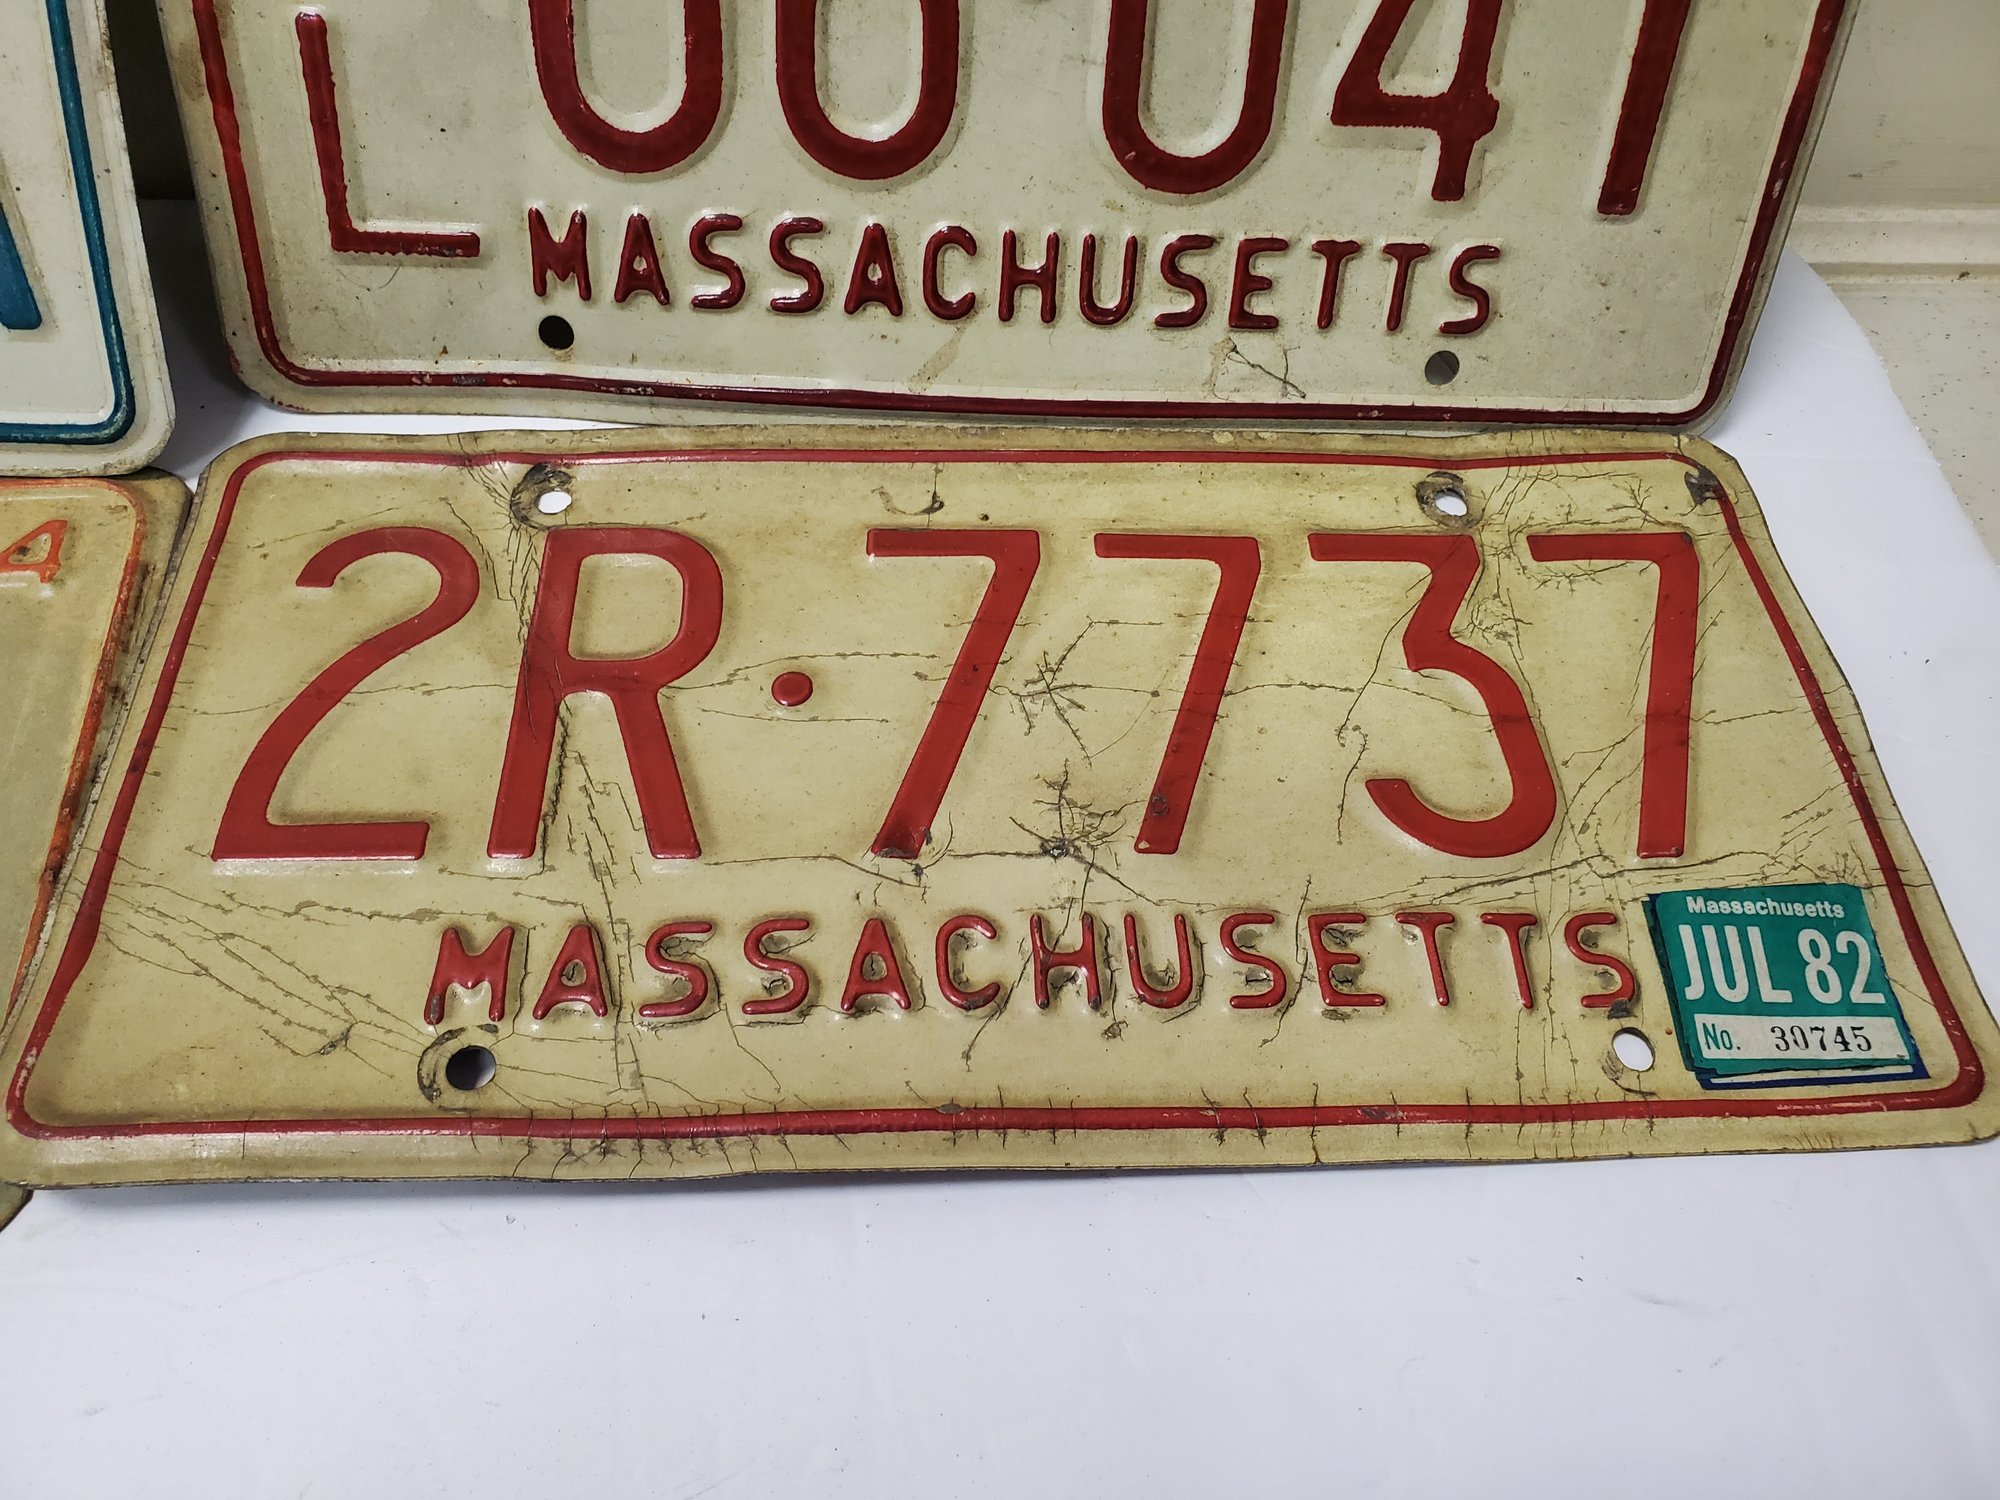 L
MASSACHUSETTS
A
2R·7737
MASSACHUSETTS
Massachusetts
JUL 82
No. 30745